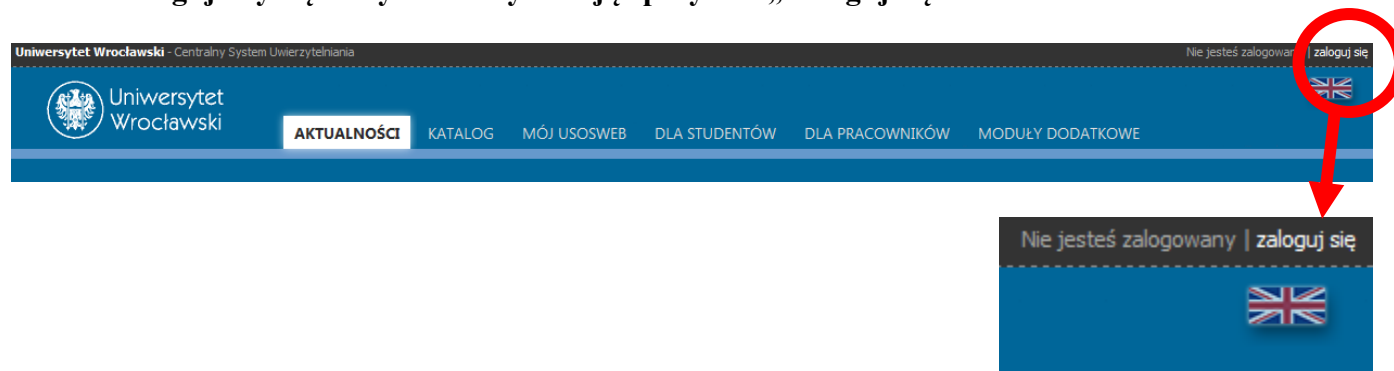 Uniwersytet Wrocławski - Centralny System Uwierzytelniania
Nie jesteś zalogowany | zaloguj się
Uniwersytet
Wrocławski
AKTUALNOŚCI KATALOG MÓJ USOSWEB DLA STUDENTÓW DLA PRACOWNIKÓW MODUŁY DODATKOWE
Nie jesteś zalogowany | zaloguj się